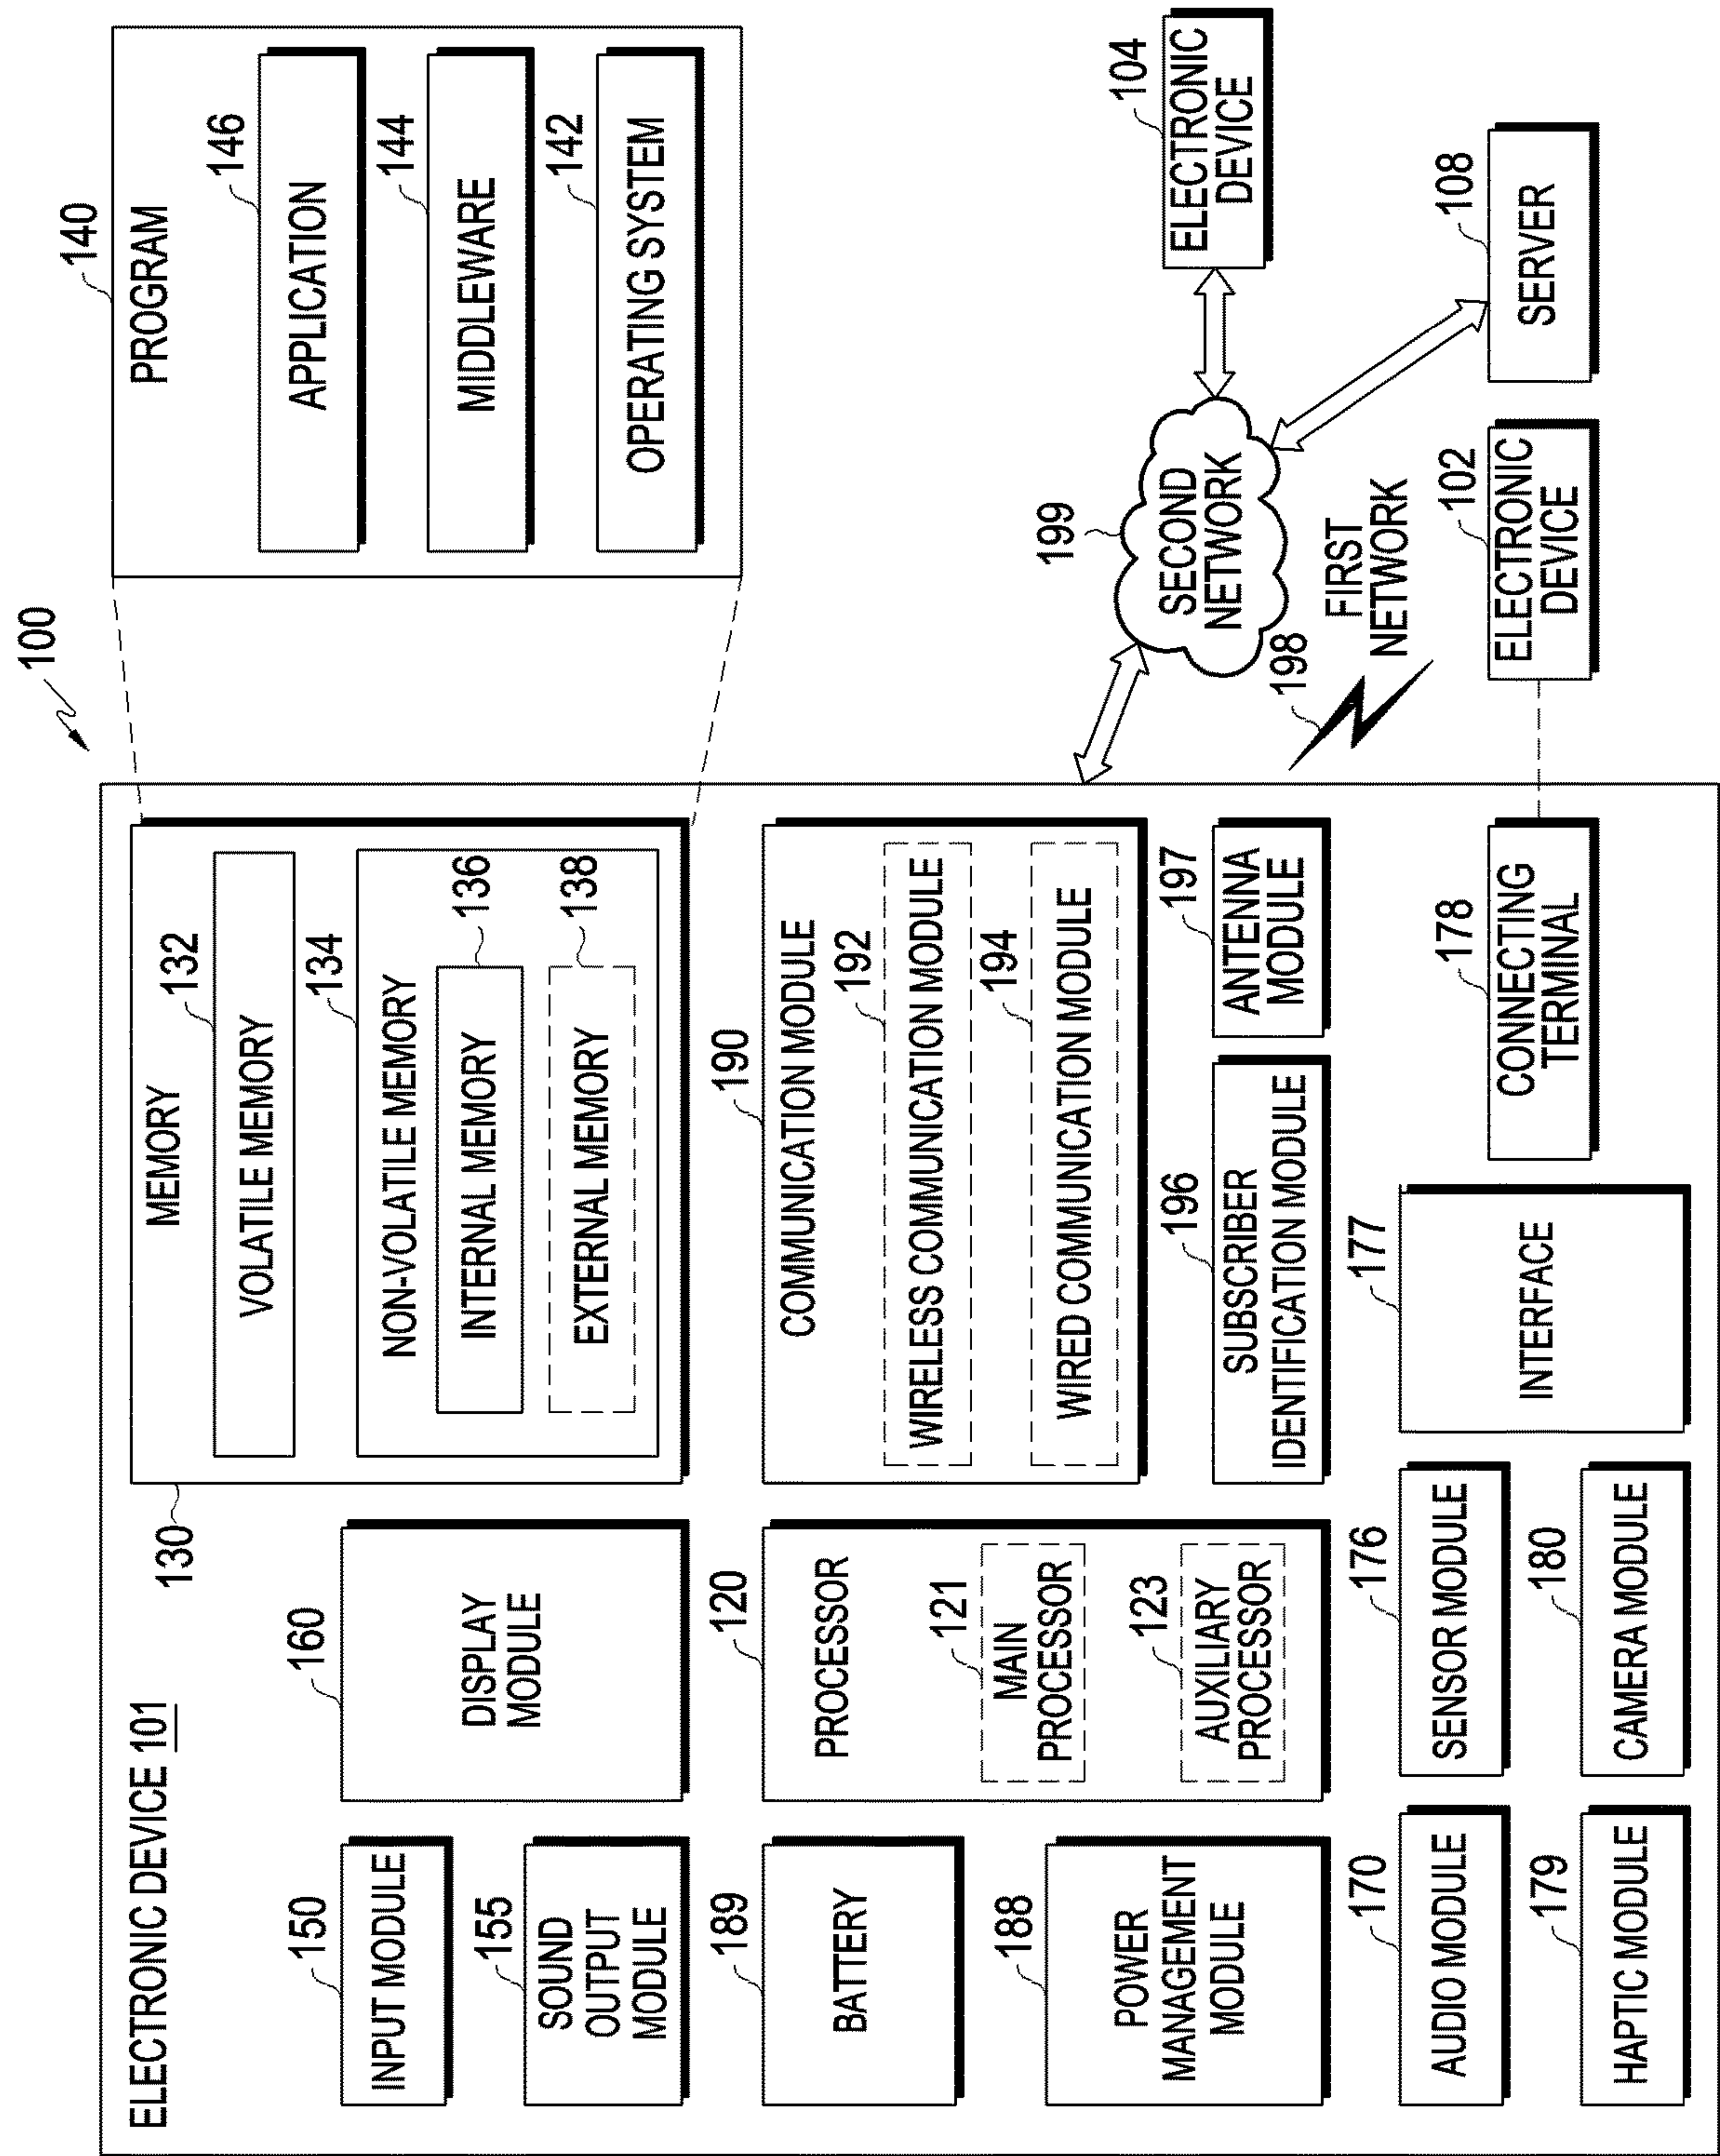 100
ELECTRONIC DEVICE 101
150
INPUT MODULE
155
SOUND
OUTPUT
MODULE
160
DISPLAY
MODULE
130
MEMORY
132
VOLATILE MEMORY
134
NON-VOLATILE MEMORY
136
INTERNAL MEMORY
138
EXTERNAL MEMORY
140
PROGRAM
146
APPLICATION
144
MIDDLEWARE
142
OPERATING SYSTEM
189
BATTERY
188
POWER
MANAGEMENT
MODULE
120
PROCESSOR
121
MAIN
PROCESSOR
123
AUXILIARY
PROCESSOR
190
COMMUNICATION MODULE
192
WIRELESS COMMUNICATION MODULE
194
WIRED COMMUNICATION MODULE
196
SUBSCRIBER
IDENTIFICATION MODULE
197
ANTENNA
MODULE
170
AUDIO MODULE
176
SENSOR MODULE
179
HAPTIC MODULE
180
CAMERA MODULE
177
INTERFACE
178
CONNECTING
TERMINAL
199
SECOND
NETWORK
104
ELECTRONIC
DEVICE
198
FIRST
NETWORK
102
ELECTRONIC
DEVICE
108
SERVER